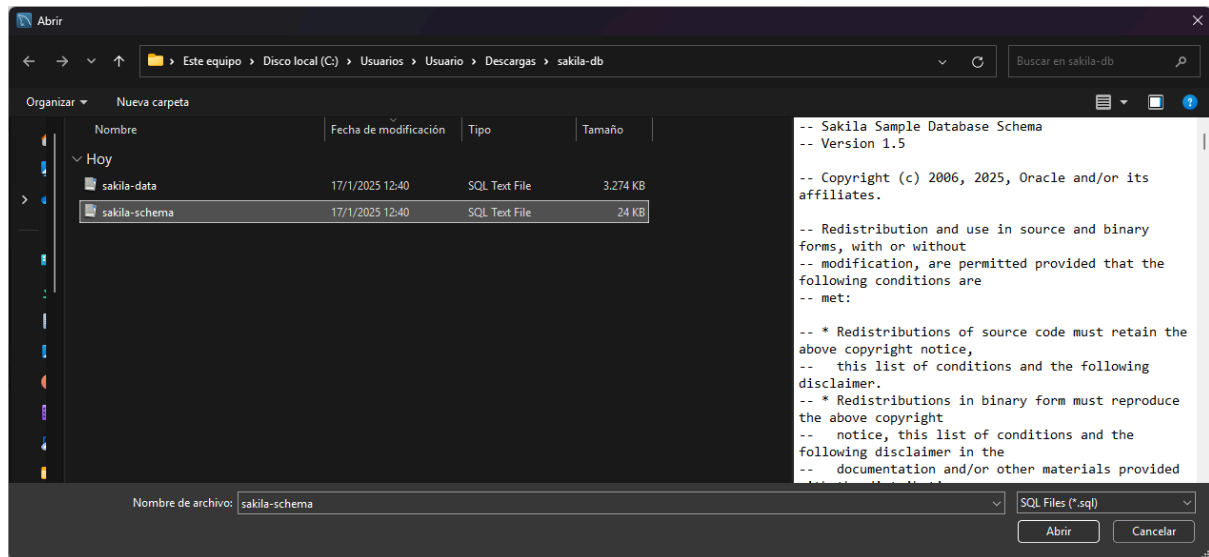 Abrir
Este equipo > Disco local (C:) > Usuarios > Usuario > Descargas > sakila-db
Buscar en sakila-db
Organizar
Nueva carpeta
Nombre
Fecha de modificación
Tipo
Tamaño
Hoy
sakila-data 17/1/2025 12:40 SQL Text File 3.274 KB
sakila-schema 17/1/2025 12:40 SQL Text File 24 KB
-- Sakila Sample Database Schema
-- Version 1.5
-- Copyright (c) 2006, 2025, Oracle and/or its
affiliates.
-- Redistribution and use in source and binary
forms, with or without
-- modification, are permitted provided that the
following conditions are
-- met:
-- * Redistributions of source code must retain the
above copyright notice,
--   this list of conditions and the following
disclaimer.
-- * Redistributions in binary form must reproduce
the above copyright
--   notice, this list of conditions and the
following disclaimer in the
--   documentation and/or other materials provided
Nombre de archivo: sakila-schema
SQL Files (*.sql)
Abrir
Cancelar